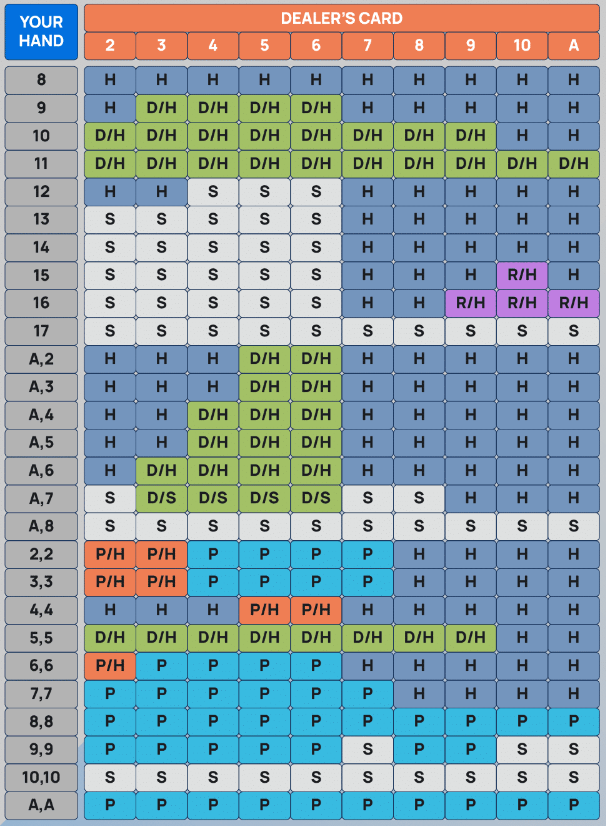 YOUR HAND DEALER'S CARD
2 3 4 5 6 7 8 9 10 A
8 H H H H H H H H H H
9 H D/H D/H D/H D/H H H H H H
10 D/H D/H D/H D/H D/H D/H D/H D/H H H
11 D/H D/H D/H D/H D/H D/H D/H D/H D/H D/H
12 H H S S S H H H H H
13 S S S S S H H H H H
14 S S S S S H H H H H
15 S S S S S H H H R/H H
16 S S S S S H H R/H R/H R/H
17 S S S S S S S S S S
A,2 H H H D/H D/H H H H H H
A,3 H H H D/H D/H H H H H H
A,4 H H D/H D/H D/H H H H H H
A,5 H H D/H D/H D/H H H H H H
A,6 H D/H D/H D/H D/H H H H H H
A,7 S D/S D/S D/S D/S S S H H H
A,8 S S S S S S S S S S
2,2 P/H P/H P P P P H H H H
3,3 P/H P/H P P P P H H H H
4,4 H H H P/H P/H H H H H H
5,5 D/H D/H D/H D/H D/H D/H D/H D/H H H
6,6 P/H P P P P H H H H H
7,7 P P P P P P H H H H
8,8 P P P P P P P P P P
9,9 P P P P P S P P S S
10,10 S S S S S S S S S S
A,A P P P P P P P P P P